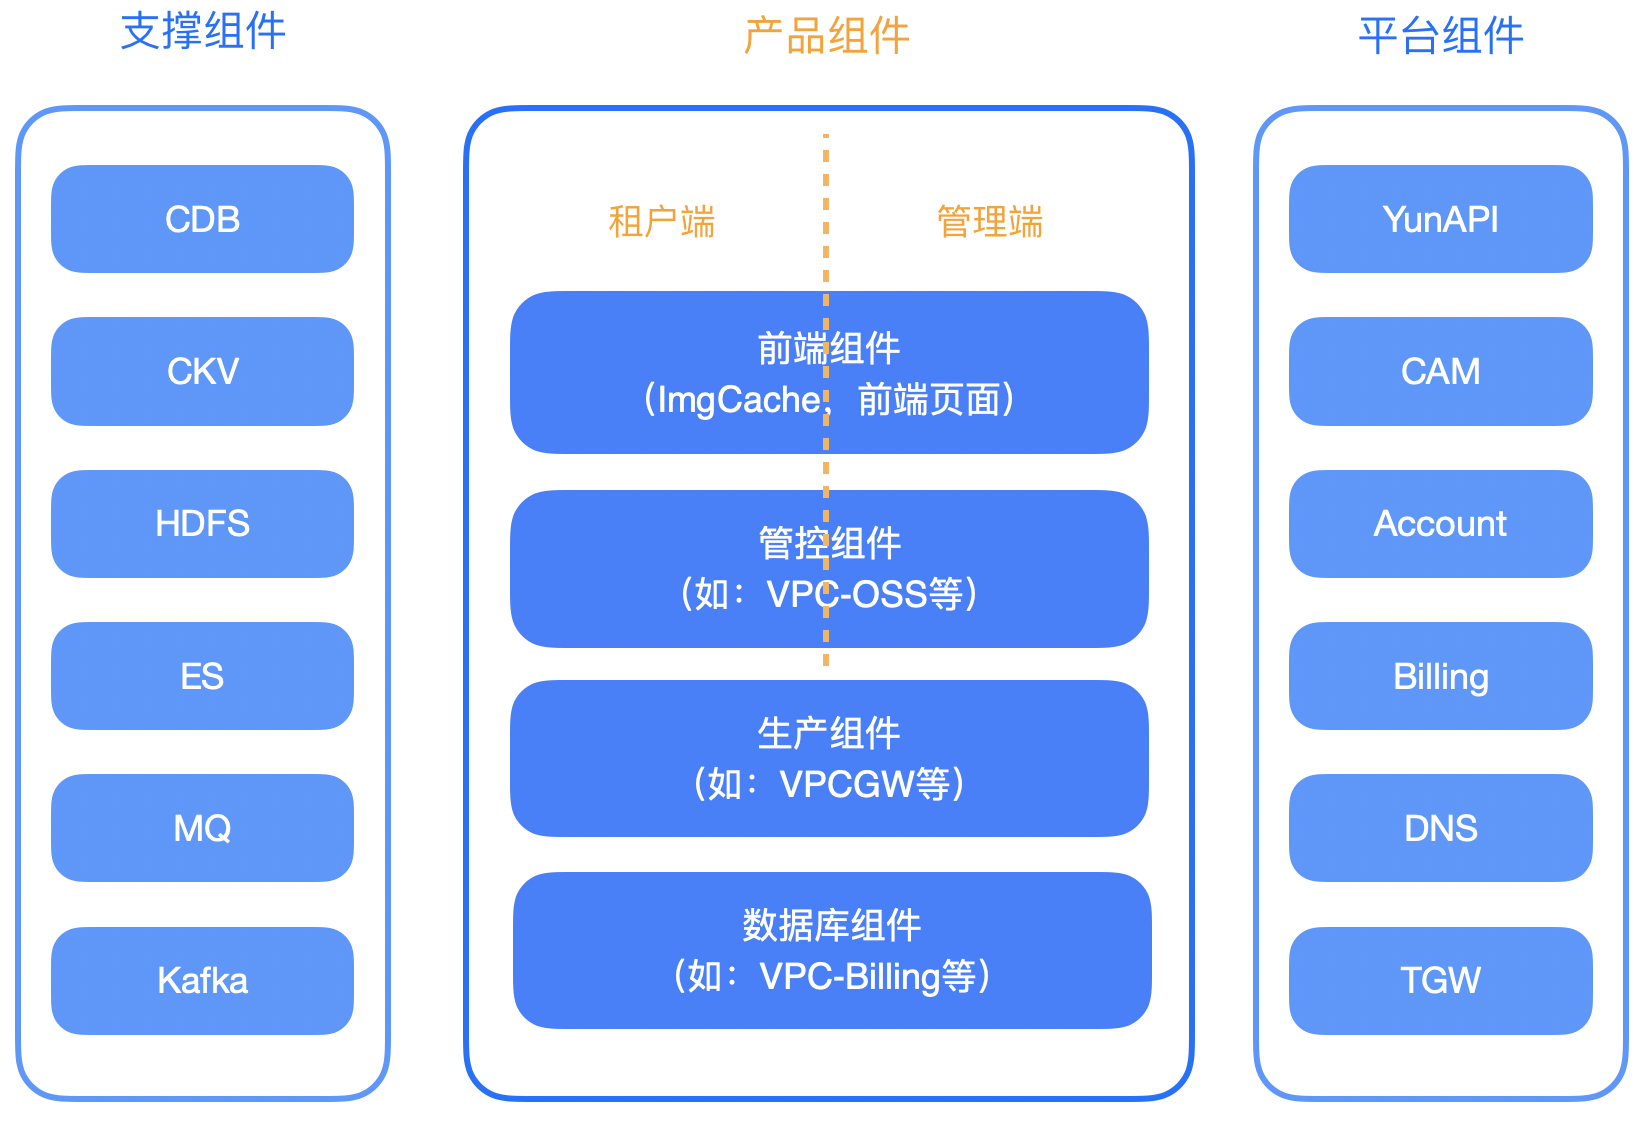 支撑组件
CDB
CKV
HDFS
ES
MQ
Kafka
产品组件
租户端
管理端
前端组件
（ImgCache，前端页面）
管控组件
（如：VPC-OSS等）
生产组件
（如：VPCGW等）
数据库组件
（如：VPC-Billing等）
平台组件
YunAPI
CAM
Account
Billing
DNS
TGW